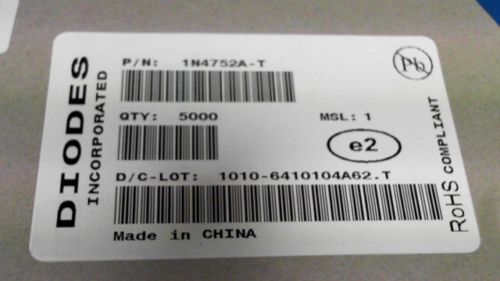 DIODES
INCORPORATED
P/N: 1N4752A-T
Pb
QTY: 5000
MSL: 1
e2
D/C-LOT: 1010-6410104A62.T
Made in CHINA
RoHS COMPLIANT